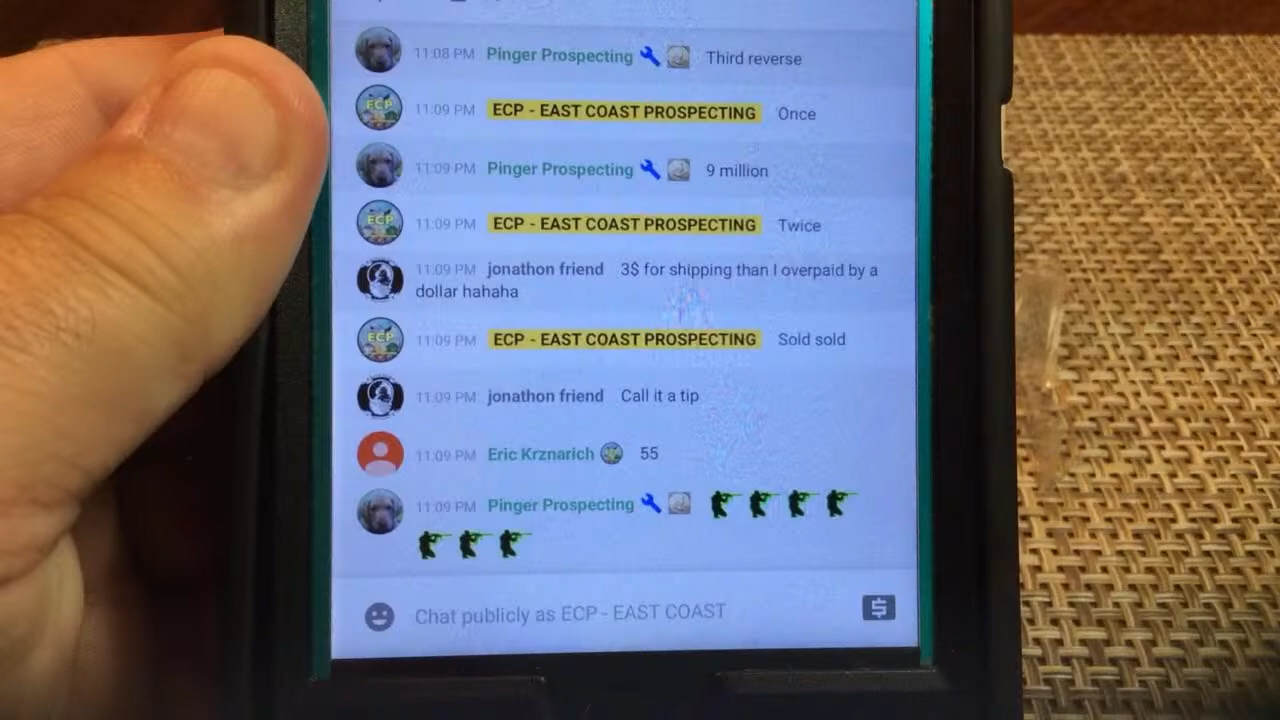 11:08 PM Pinger Prospecting Third reverse
ECP 11:09 PM ECP - EAST COAST PROSPECTING Once
11:09 PM Pinger Prospecting 9 million
ECP 11:09 PM ECP - EAST COAST PROSPECTING Twice
11:09 PM jonathon friend 3$ for shipping than I overpaid by a
dollar hahaha
ECP 11:09 PM ECP - EAST COAST PROSPECTING Sold sold
11:09 PM jonathon friend Call it a tip
11:09 PM Eric Krznarich 55
11:09 PM Pinger Prospecting
Chat publicly as ECP - EAST COAST $